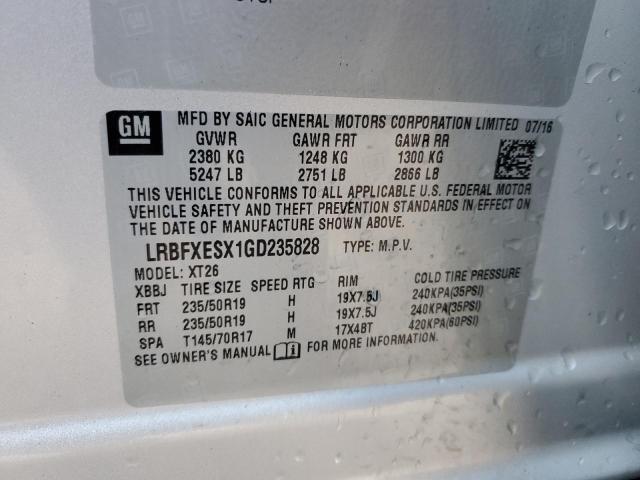 GM
MFD BY SAIC GENERAL MOTORS CORPORATION LIMITED 07/16
GVWR GAWR FRT GAWR RR
2380 KG 1248 KG 1300 KG
5247 LB 2751 LB 2866 LB
THIS VEHICLE CONFORMS TO ALL APPLICABLE U.S. FEDERAL MOTOR
VEHICLE SAFETY AND THEFT PREVENTION STANDARDS IN EFFECT ON
THE DATE OF MANUFACTURE SHOWN ABOVE.
LRBFXESX1GD235828 TYPE: M.P.V.
MODEL: XT26
XBBJ TIRE SIZE SPEED RTG RIM COLD TIRE PRESSURE
FRT 235/50R19 H 19X7.5J 240KPA(35PSI)
RR 235/50R19 H 19X7.5J 240KPA(35PSI)
SPA T145/70R17 M 17X4BT 420KPA(60PSI)
SEE OWNER'S MANUAL FOR MORE INFORMATION.